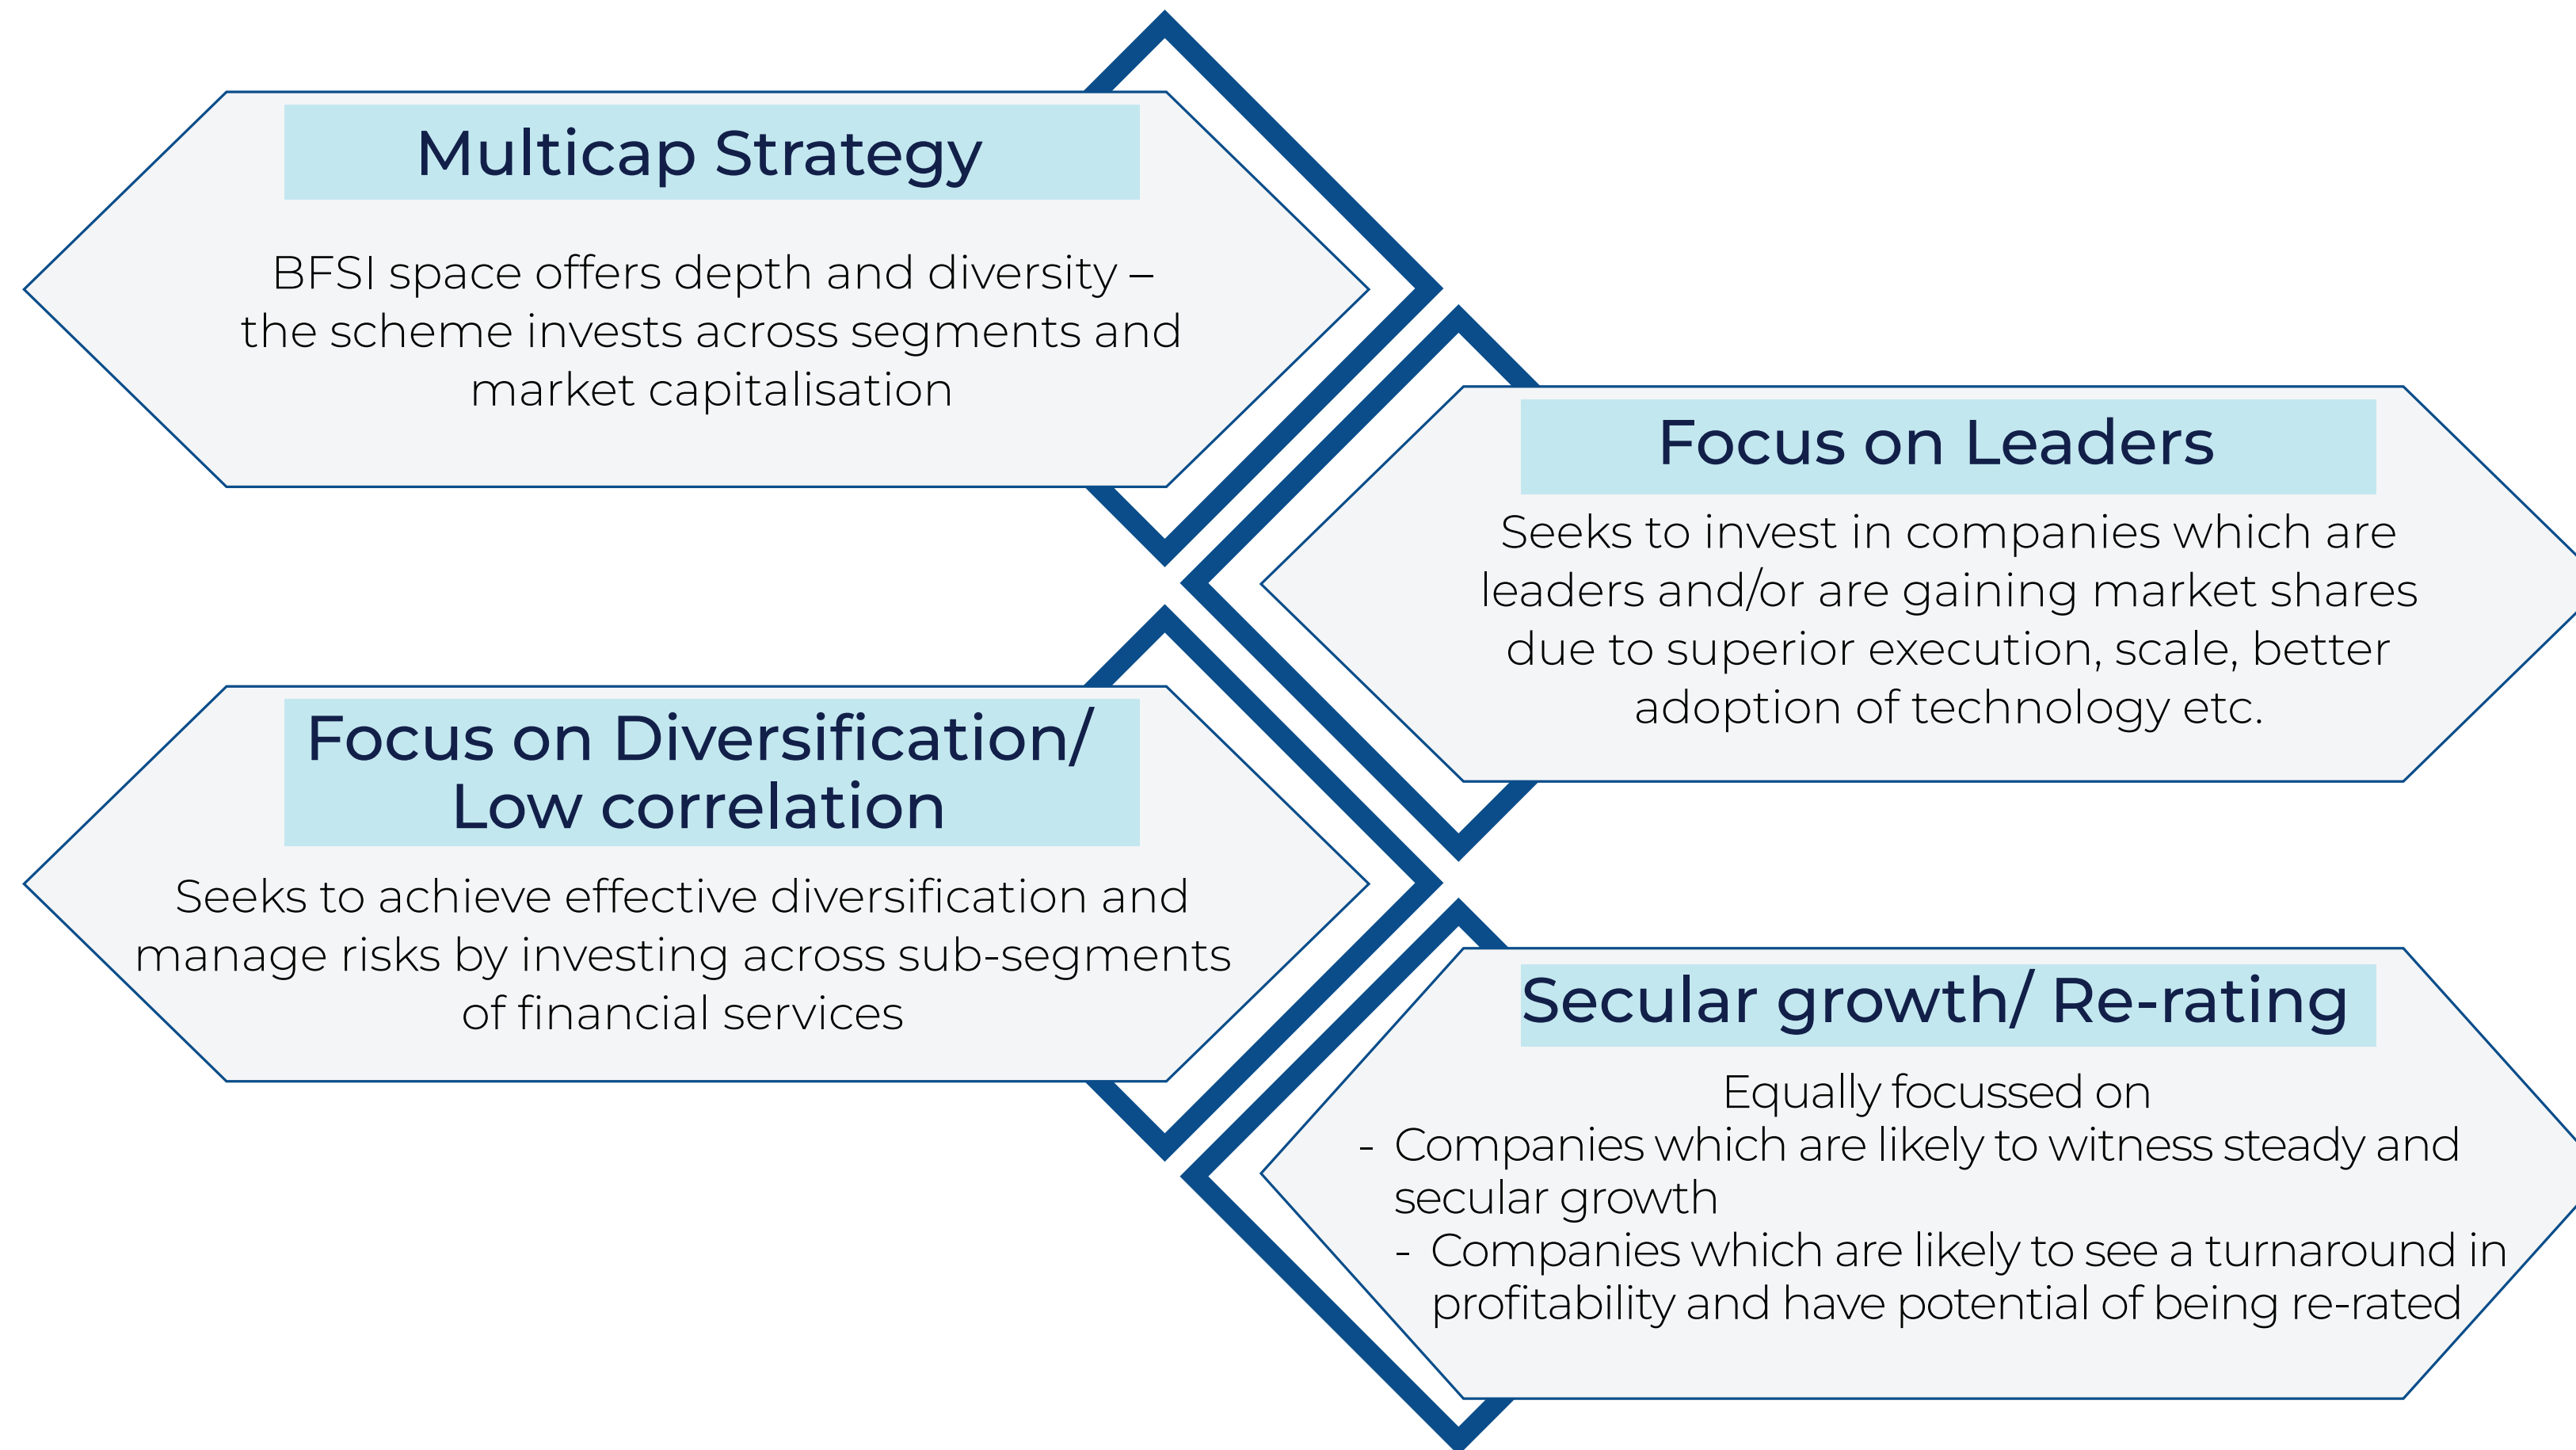 Multicap Strategy
BFSI space offers depth and diversity –
the scheme invests across segments and
market capitalisation
Focus on Leaders
Seeks to invest in companies which are
leaders and/or are gaining market shares
due to superior execution, scale, better
adoption of technology etc.
Focus on Diversification/
Low correlation
Seeks to achieve effective diversification and
manage risks by investing across sub-segments
of financial services
Secular growth/ Re-rating
Equally focussed on
- Companies which are likely to witness steady and
secular growth
- Companies which are likely to see a turnaround in
profitability and have potential of being re-rated